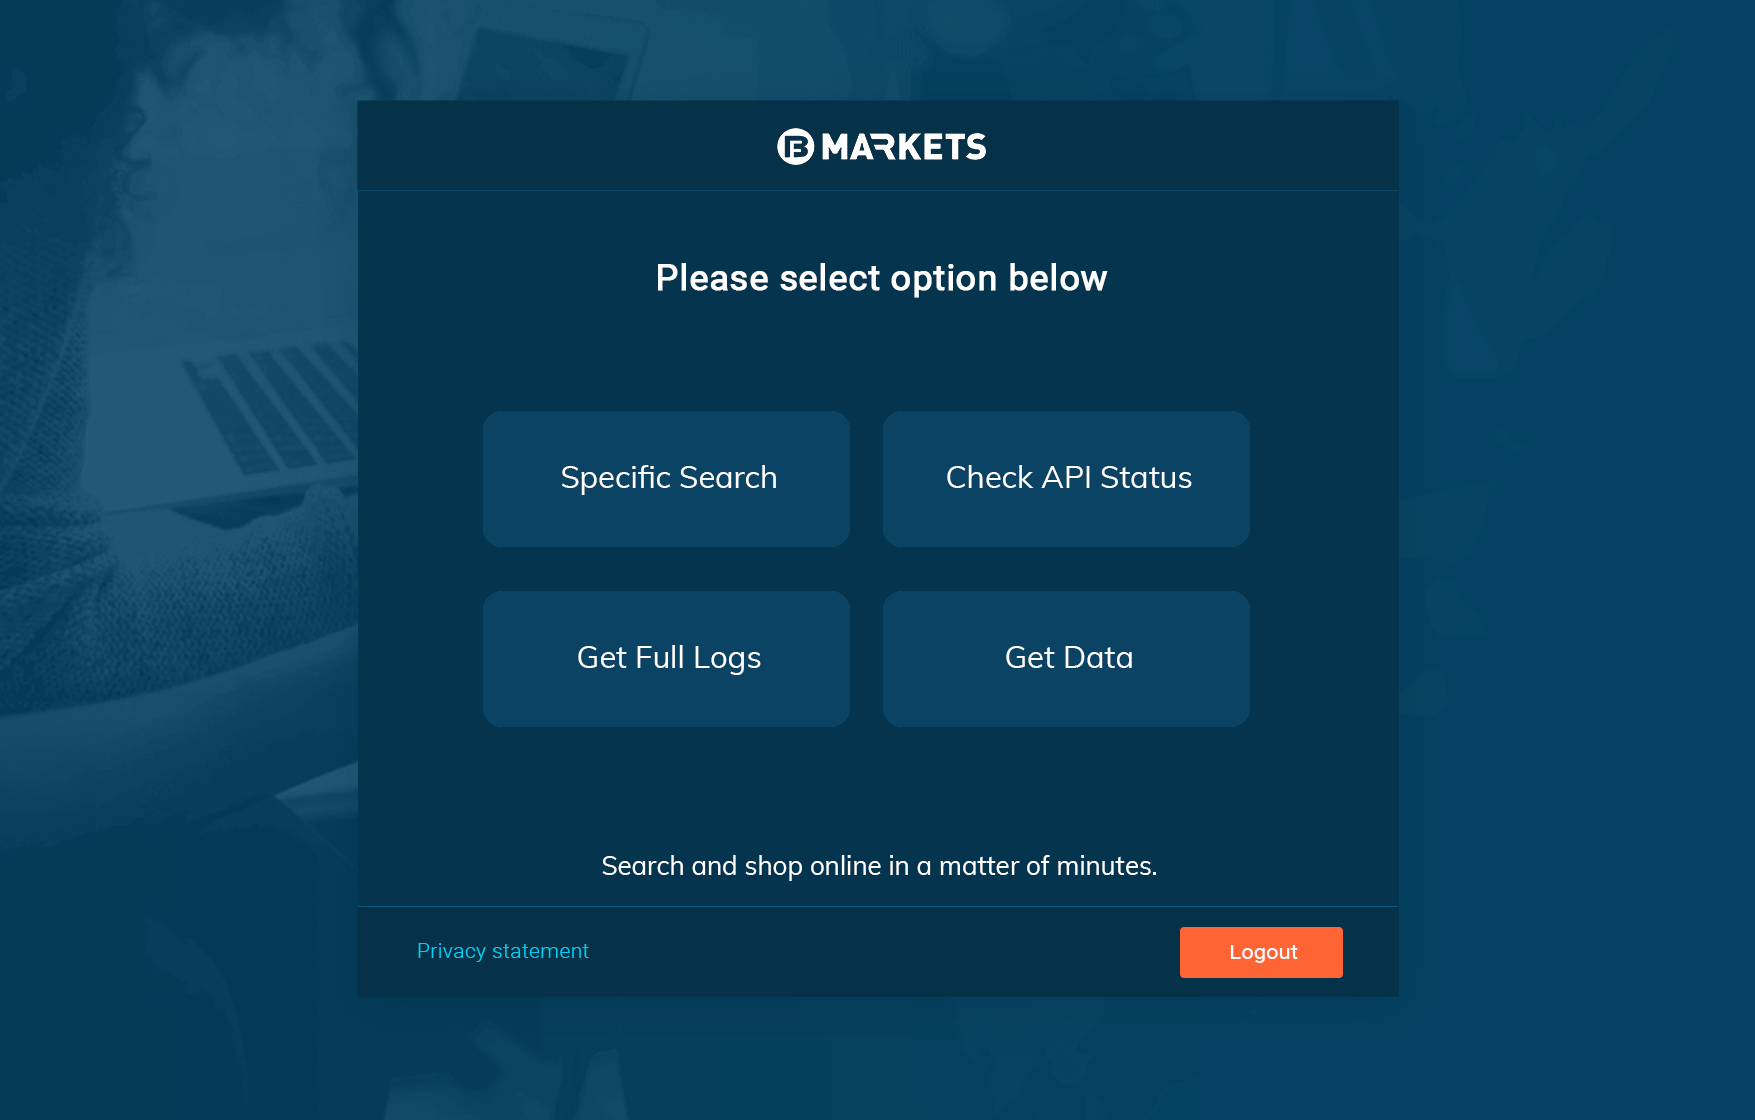 MARKETS
Please select option below
Specific Search
Check API Status
Get Full Logs
Get Data
Search and shop online in a matter of minutes.
Privacy statement
Logout